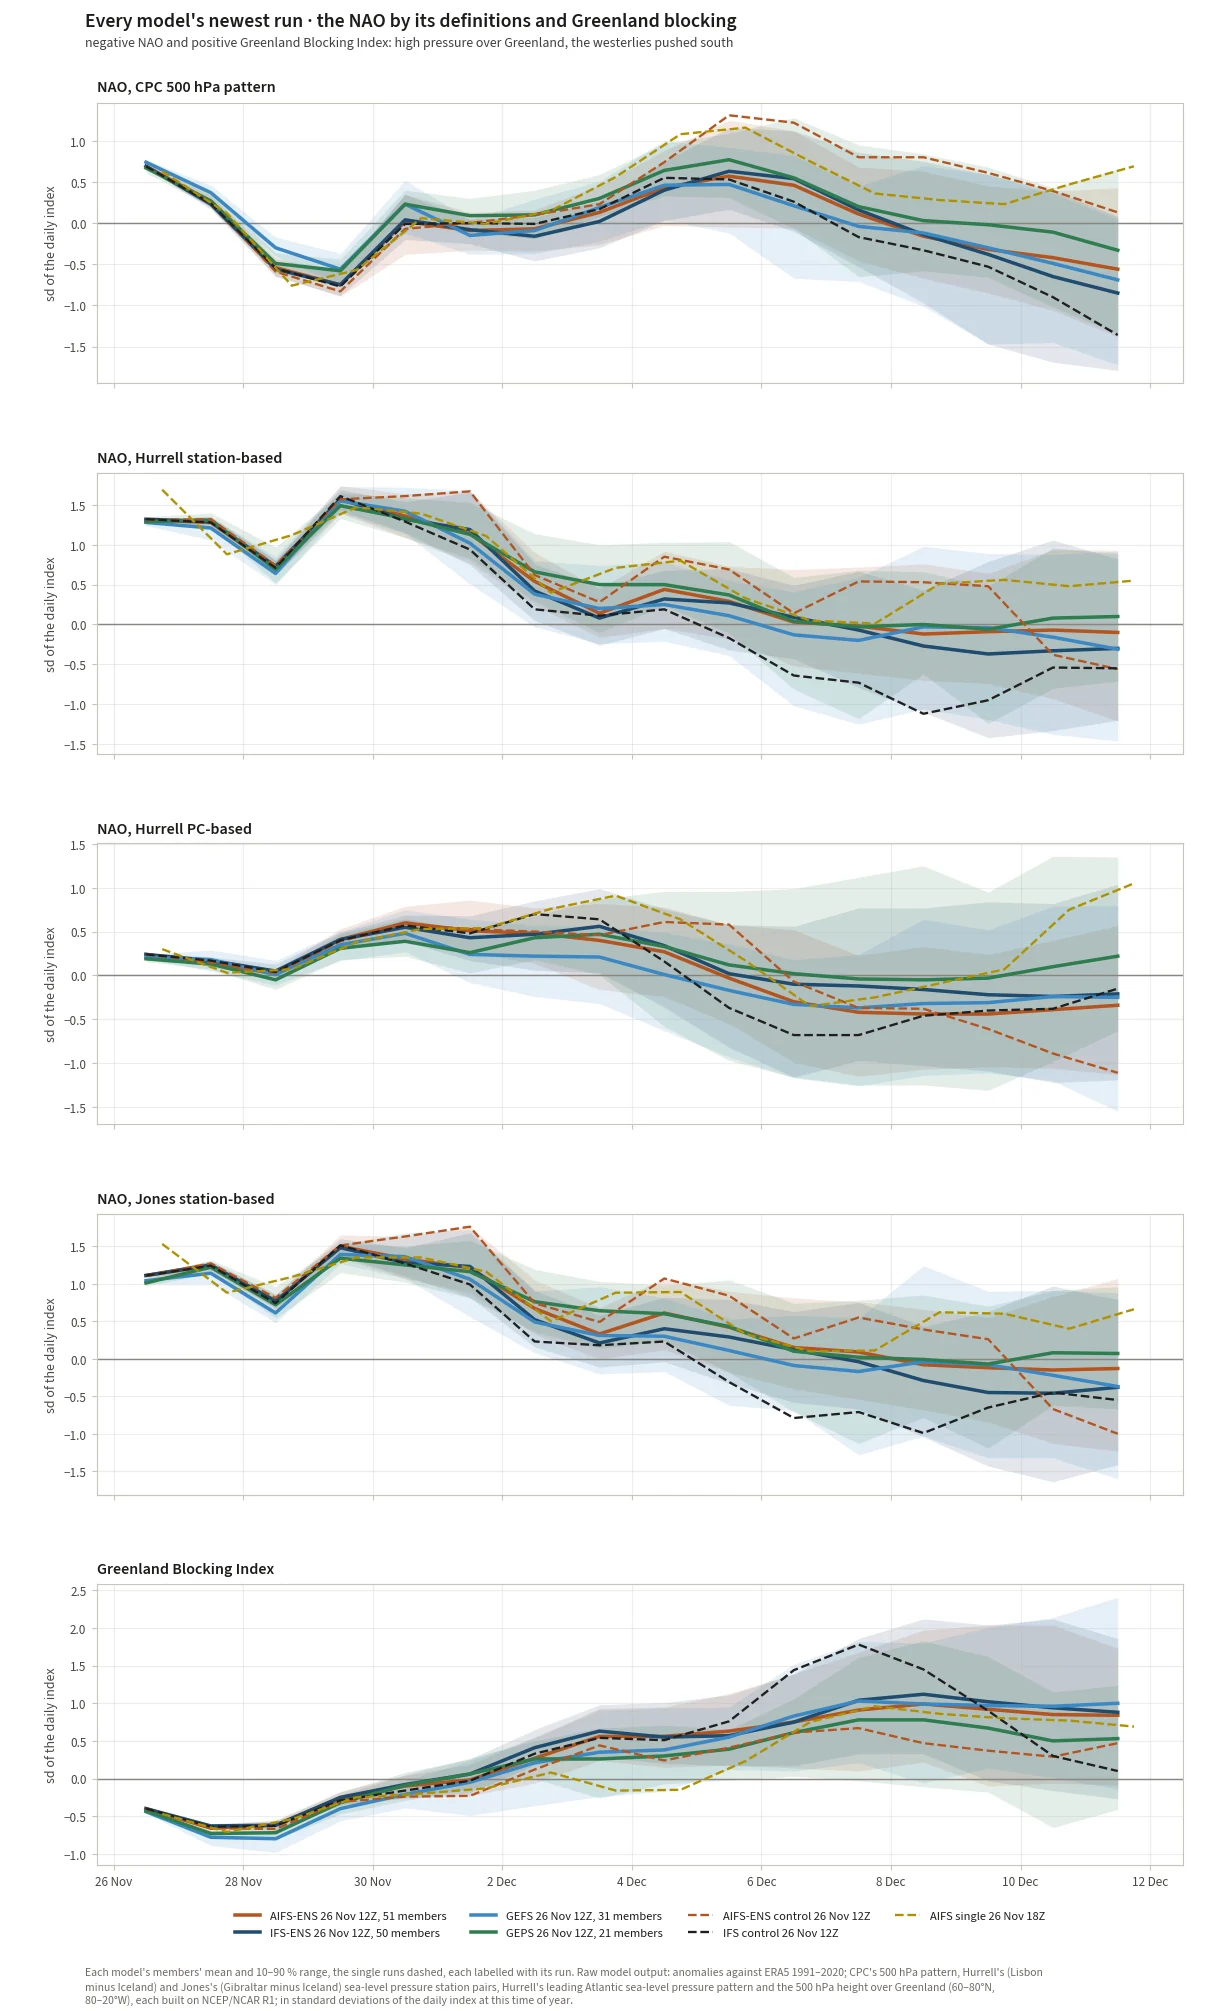 Every model's newest run · the NAO by its definitions and Greenland blocking
negative NAO and positive Greenland Blocking Index: high pressure over Greenland, the westerlies pushed south
NAO, CPC 500 hPa pattern
sd of the daily index
1.0
0.5
0.0
−0.5
−1.0
−1.5
NAO, Hurrell station-based
sd of the daily index
1.5
1.0
0.5
0.0
−0.5
−1.0
−1.5
NAO, Hurrell PC-based
sd of the daily index
1.5
1.0
0.5
0.0
−0.5
−1.0
−1.5
NAO, Jones station-based
sd of the daily index
1.5
1.0
0.5
0.0
−0.5
−1.0
−1.5
Greenland Blocking Index
sd of the daily index
2.5
2.0
1.5
1.0
0.5
0.0
−0.5
−1.0
26 Nov 28 Nov 30 Nov 2 Dec 4 Dec 6 Dec 8 Dec 10 Dec 12 Dec
AIFS-ENS 26 Nov 12Z, 51 members GEFS 26 Nov 12Z, 31 members AIFS-ENS control 26 Nov 12Z AIFS single 26 Nov 18Z
IFS-ENS 26 Nov 12Z, 50 members GEPS 26 Nov 12Z, 21 members IFS control 26 Nov 12Z
Each model's members' mean and 10–90 % range, the single runs dashed, each labelled with its run. Raw model output: anomalies against ERA5 1991–2020; CPC's 500 hPa pattern, Hurrell's (Lisbon
minus Iceland) and Jones's (Gibraltar minus Iceland) sea-level pressure station pairs, Hurrell's leading Atlantic sea-level pressure pattern and the 500 hPa height over Greenland (60–80°N,
80–20°W), each built on NCEP/NCAR R1; in standard deviations of the daily index at this time of year.